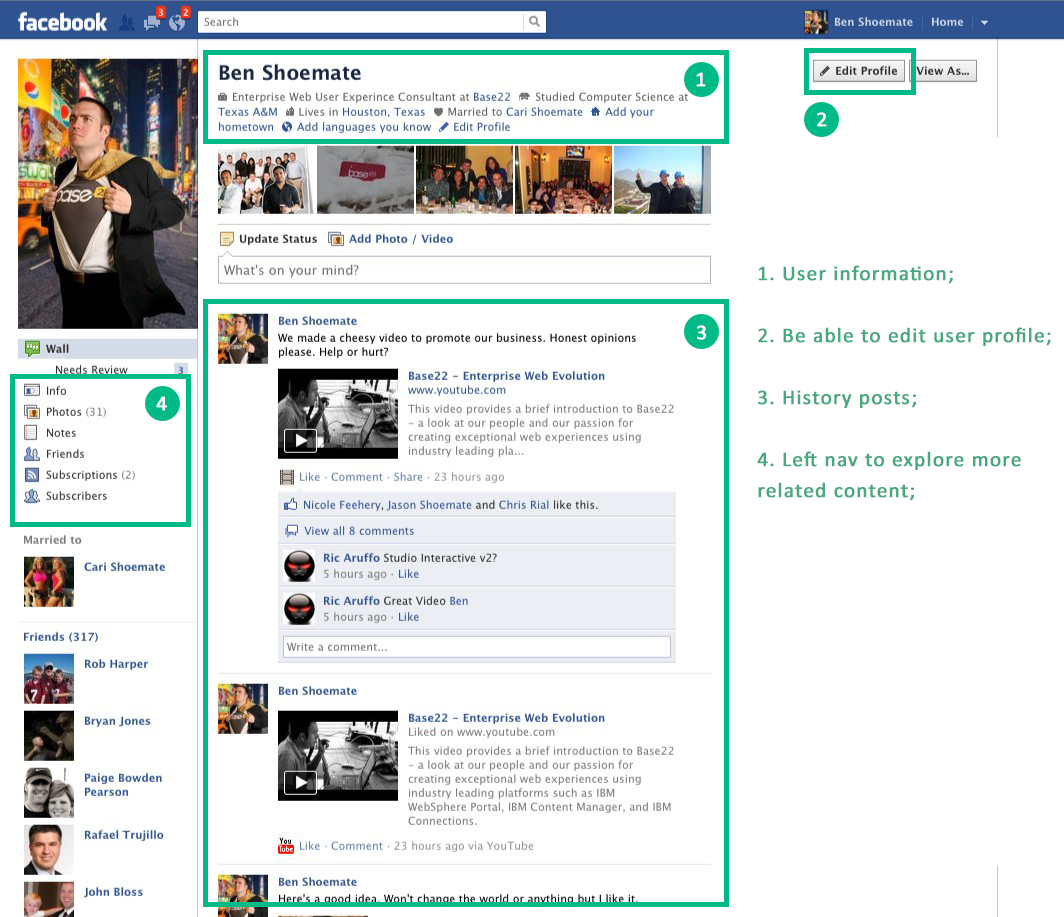 facebook
3
2
Search
Ben Shoemate
Home
Ben Shoemate
1
Enterprise Web User Experince Consultant at Base22 Studied Computer Science at
Texas A&M Lives in Houston, Texas Married to Cari Shoemate Add your
hometown Add languages you know Edit Profile
Edit Profile
View As...
2
base
Update Status
Add Photo / Video
What's on your mind?
1. User information;
2. Be able to edit user profile;
3. History posts;
4. Left nav to explore more
related content;
Wall
Needs Review
3
Info
Photos (31)
Notes
Friends
Subscriptions (2)
Subscribers
4
Married to
Cari Shoemate
Friends (317)
Rob Harper
Bryan Jones
Paige Bowden
Pearson
Rafael Trujillo
John Bloss
3
Ben Shoemate
We made a cheesy video to promote our business. Honest opinions
please. Help or hurt?
Base22 – Enterprise Web Evolution
www.youtube.com
This video provides a brief introduction to Base22
– a look at our people and our passion for
creating exceptional web experiences using
industry leading pla...
Like · Comment · Share · 23 hours ago
Nicole Feehery, Jason Shoemate and Chris Rial like this.
View all 8 comments
Ric Aruffo Studio Interactive v2?
5 hours ago · Like
Ric Aruffo Great Video Ben
5 hours ago · Like
Write a comment...
Ben Shoemate
Base22 – Enterprise Web Evolution
Liked on www.youtube.com
This video provides a brief introduction to Base22
– a look at our people and our passion for
creating exceptional web experiences using
industry leading platforms such as IBM
WebSphere Portal, IBM Content Manager, and IBM
Connections.
You
Tube
Like · Comment · 23 hours ago via YouTube
Ben Shoemate
Here's a good idea. Won't change the world or anything but I like it.